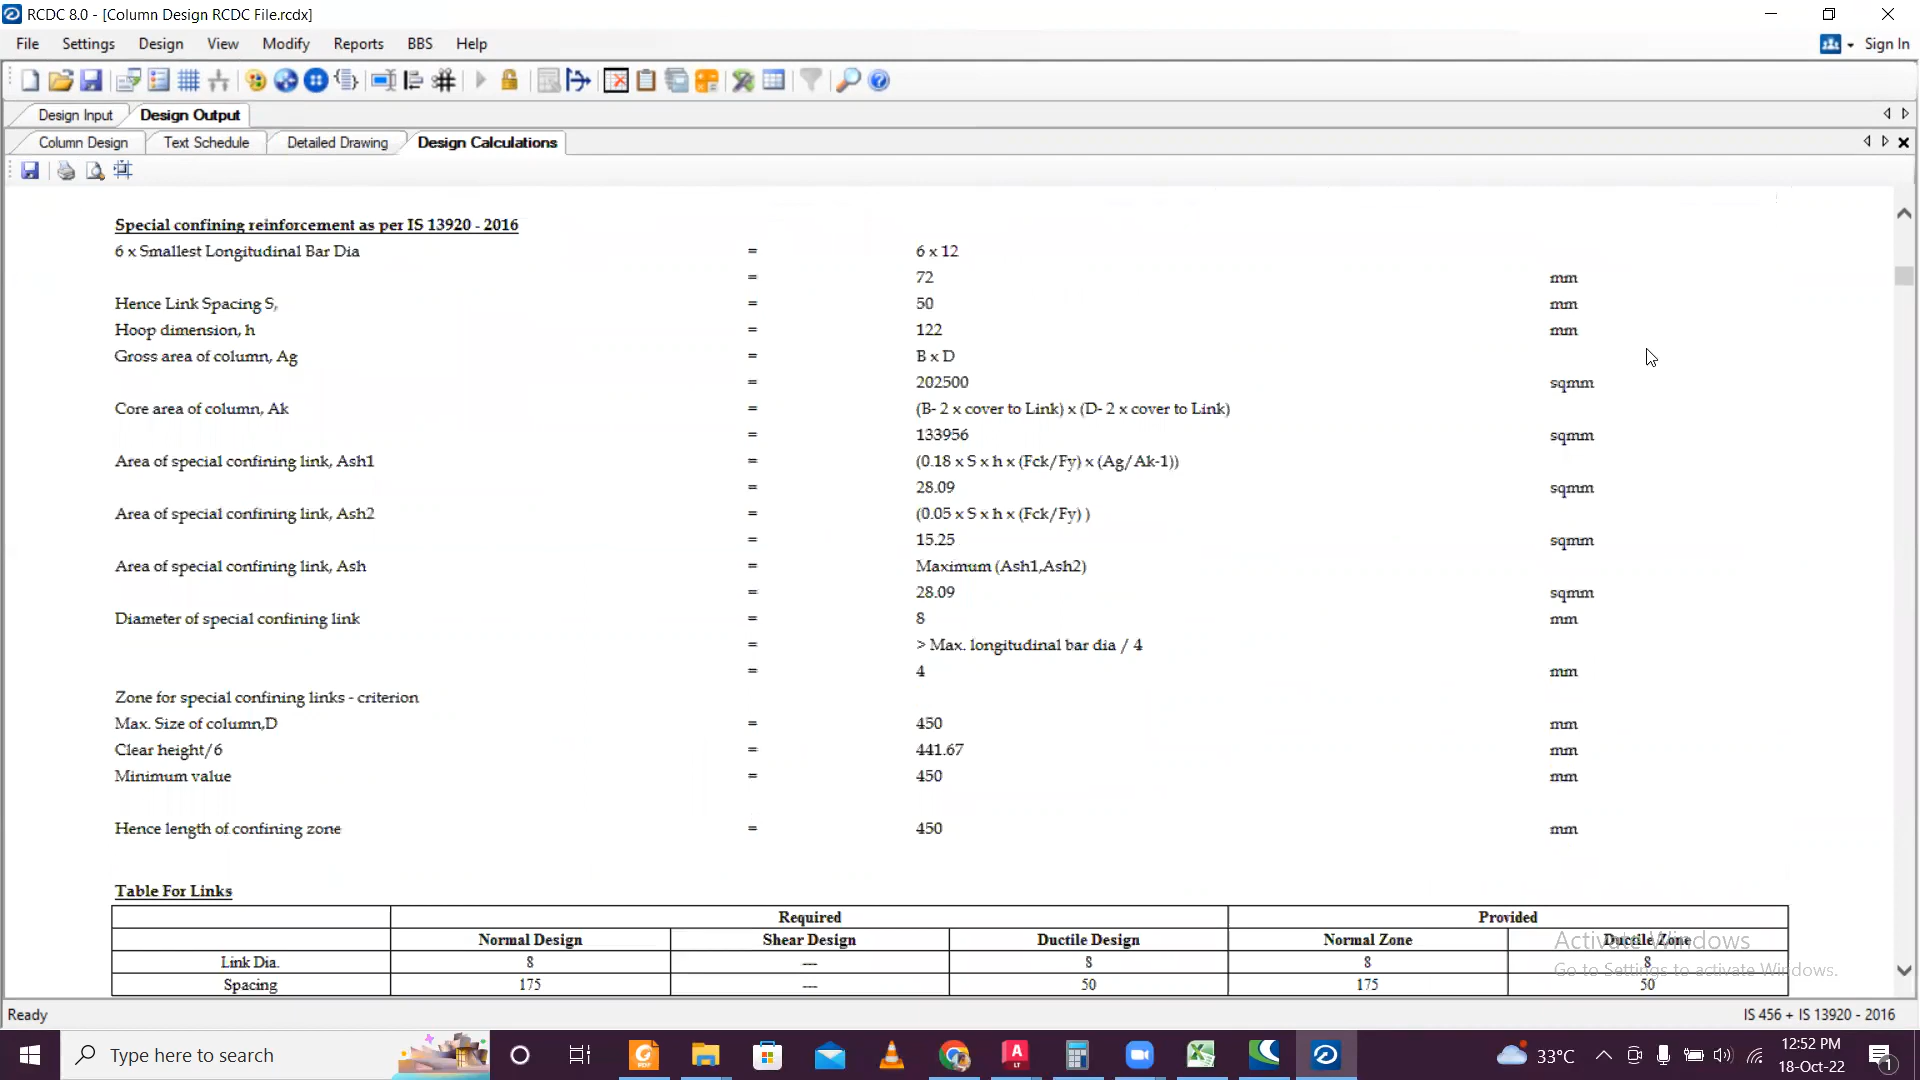 RCDC 8.0 - [Column Design RCDC File.rcdx]
File Settings Design View Modify Reports BBS Help Sign In
Design Input Design Output
Column Design Text Schedule Detailed Drawing Design Calculations
Special confining reinforcement as per IS 13920 - 2016
6 x Smallest Longitudinal Bar Dia = 6 x 12
= 72 mm
Hence Link Spacing S, = 50 mm
Hoop dimension, h = 122 mm
Gross area of column, Ag = B x D
= 202500 sqmm
Core area of column, Ak = (B- 2 x cover to Link) x (D- 2 x cover to Link)
= 133956 sqmm
Area of special confining link, Ash1 = (0.18 x S x h x (Fck/Fy) x (Ag/Ak-1))
= 28.09 sqmm
Area of special confining link, Ash2 = (0.05 x S x h x (Fck/Fy) )
= 15.25 sqmm
Area of special confining link, Ash = Maximum (Ash1,Ash2)
= 28.09 sqmm
Diameter of special confining link = 8 mm
= > Max. longitudinal bar dia / 4
= 4 mm
Zone for special confining links - criterion
Max. Size of column,D = 450 mm
Clear height/6 = 441.67 mm
Minimum value = 450 mm
Hence length of confining zone = 450 mm
Table For Links
Required Provided
Normal Design Shear Design Ductile Design Normal Zone Ductile Zone
Link Dia. 8 --- 8 8 8
Spacing 175 --- 50 175 50
Activate Windows
Go to Settings to activate Windows.
Ready IS 456 + IS 13920 - 2016
Type here to search 33°C 12:52 PM
18-Oct-22 1